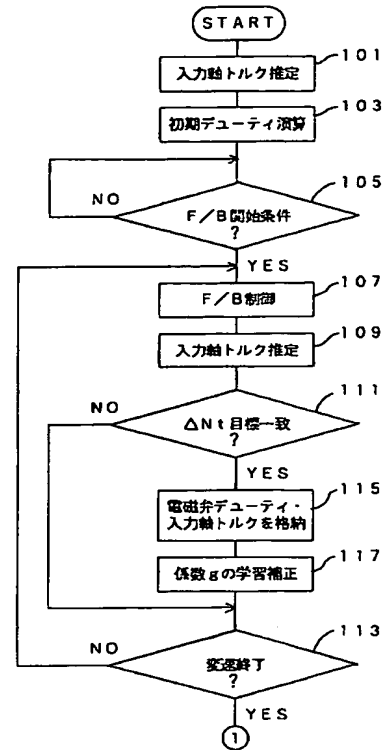 START
入力軸トルク推定
101
初期デューティ演算
103
F/B開始条件
?
105
NO
YES
F/B制御
107
入力軸トルク推定
109
△Nt目標一致
?
111
NO
YES
電磁弁デューティ・
入力軸トルクを格納
115
係数gの学習補正
117
変速終了
?
113
NO
YES
1